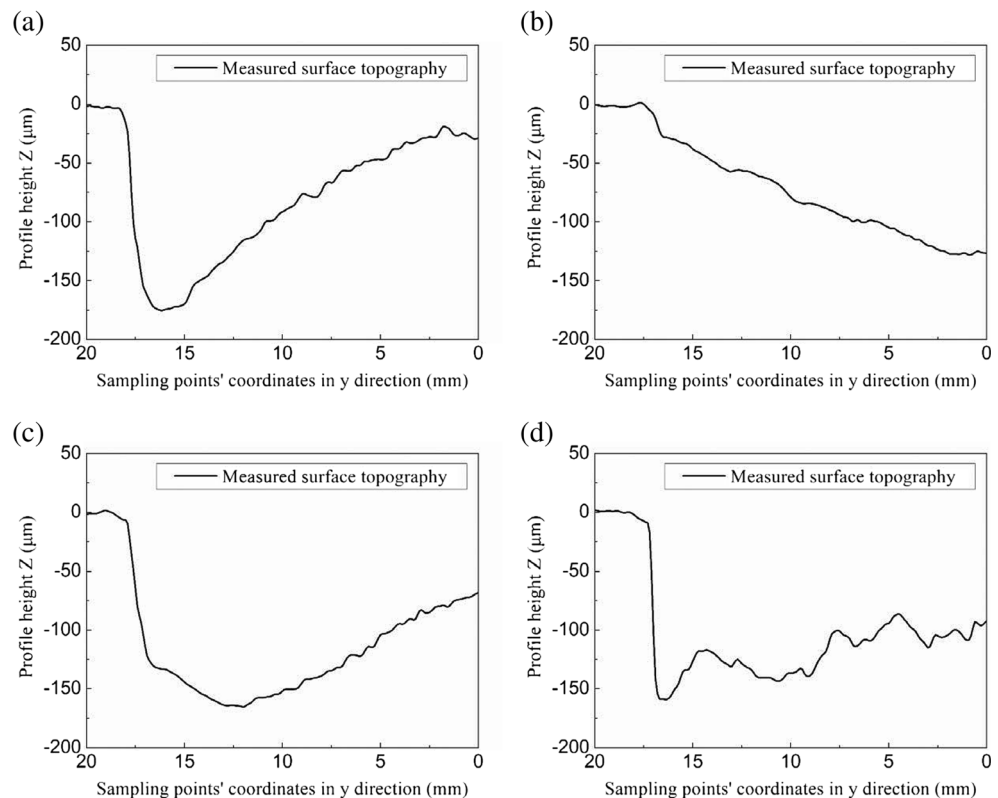 (a)
50
0
-50
-100
-150
-200
Profile height Z (μm)
Measured surface topography
20 15 10 5 0
Sampling points' coordinates in y direction (mm)
(b)
50
0
-50
-100
-150
-200
Profile height Z (μm)
Measured surface topography
20 15 10 5 0
Sampling points' coordinates in y direction (mm)
(c)
50
0
-50
-100
-150
-200
Profile height Z (μm)
Measured surface topography
20 15 10 5 0
Sampling points' coordinates in y direction (mm)
(d)
50
0
-50
-100
-150
-200
Profile height Z (μm)
Measured surface topography
20 15 10 5 0
Sampling points' coordinates in y direction (mm)